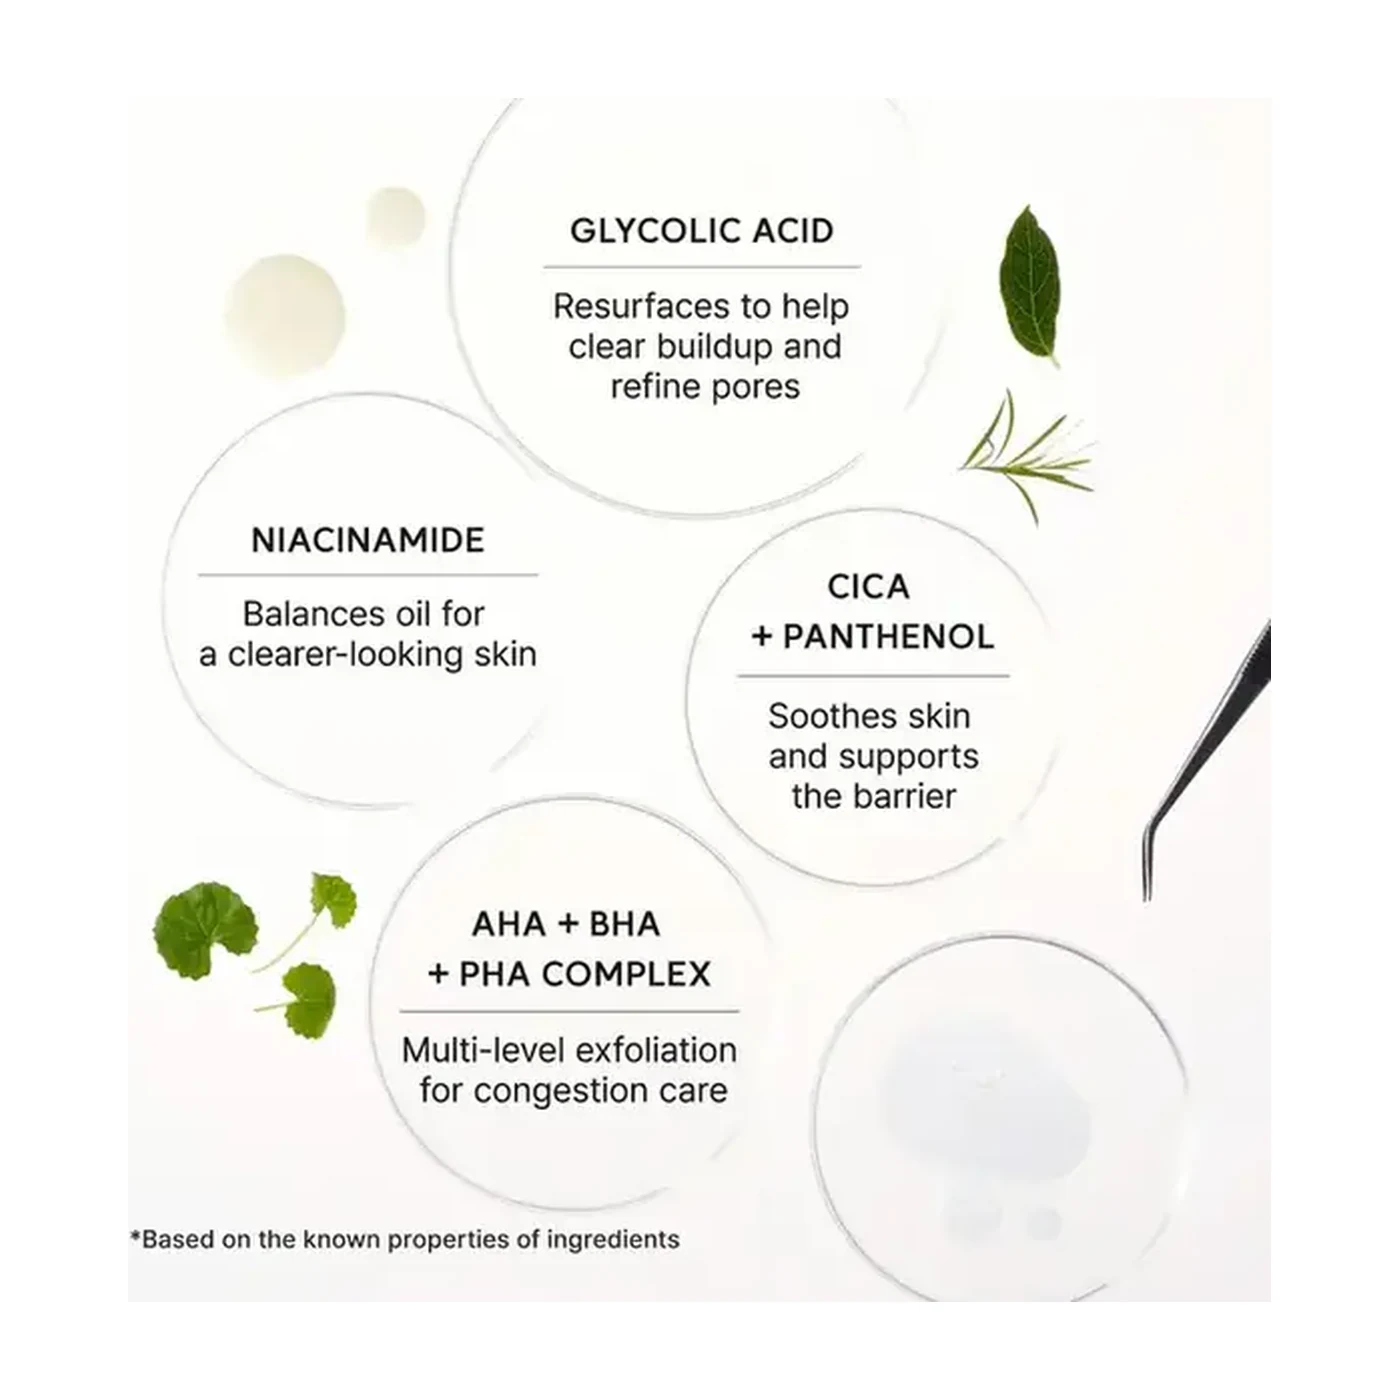 GLYCOLIC ACID
Resurfaces to help
clear buildup and
refine pores
NIACINAMIDE
Balances oil for
a clearer-looking skin
CICA
+ PANTHENOL
Soothes skin
and supports
the barrier
AHA + BHA
+ PHA COMPLEX
Multi-level exfoliation
for congestion care
*Based on the known properties of ingredients